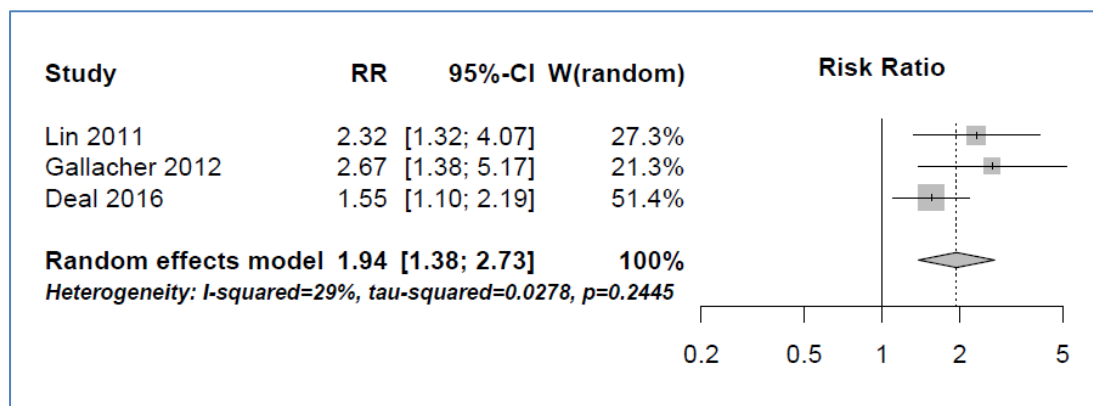 Study RR 95%-CI W(random) Risk Ratio
Lin 2011 2.32 [1.32; 4.07] 27.3%
Gallacher 2012 2.67 [1.38; 5.17] 21.3%
Deal 2016 1.55 [1.10; 2.19] 51.4%
Random effects model 1.94 [1.38; 2.73] 100%
Heterogeneity: I-squared=29%, tau-squared=0.0278, p=0.2445
0.2 0.5 1 2 5